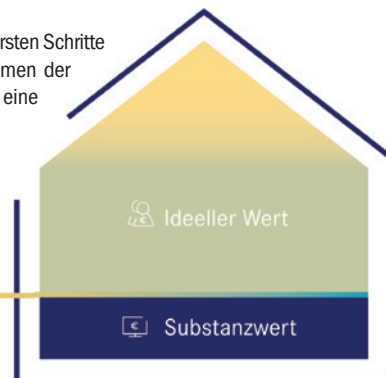 rsten Schritte
men der
eine
Ideeller Wert
€ Substanzwert